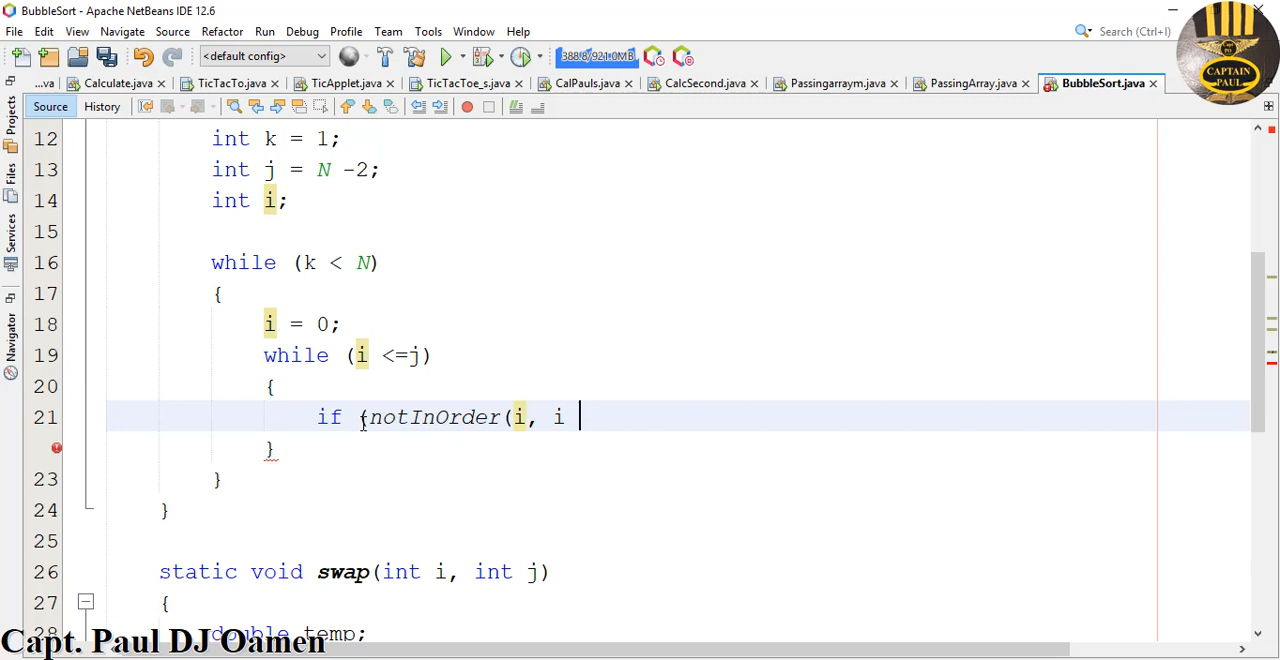 BubbleSort - Apache NetBeans IDE 12.6
File Edit View Navigate Source Refactor Run Debug Profile Team Tools Window Help
Search (Ctrl+I)
<default config>
388.8/921.0MB
...va Calculate.java TicTacTo.java TicApplet.java TicTacToe_s.java CalPauls.java CalcSecond.java Passingarraym.java PassingArray.java BubbleSort.java
CAPTAIN
PAUL
Source History
Projects
Files
Services
Navigator
12 int k = 1;
13 int j = N -2;
14 int i;
15
16 while (k < N)
17 {
18 i = 0;
19 while (i <=j)
20 {
21 if (notInOrder(i, i
}
23 }
24 }
25
26 static void swap(int i, int j)
27 {
28 double temp;
Capt. Paul DJ Oamen